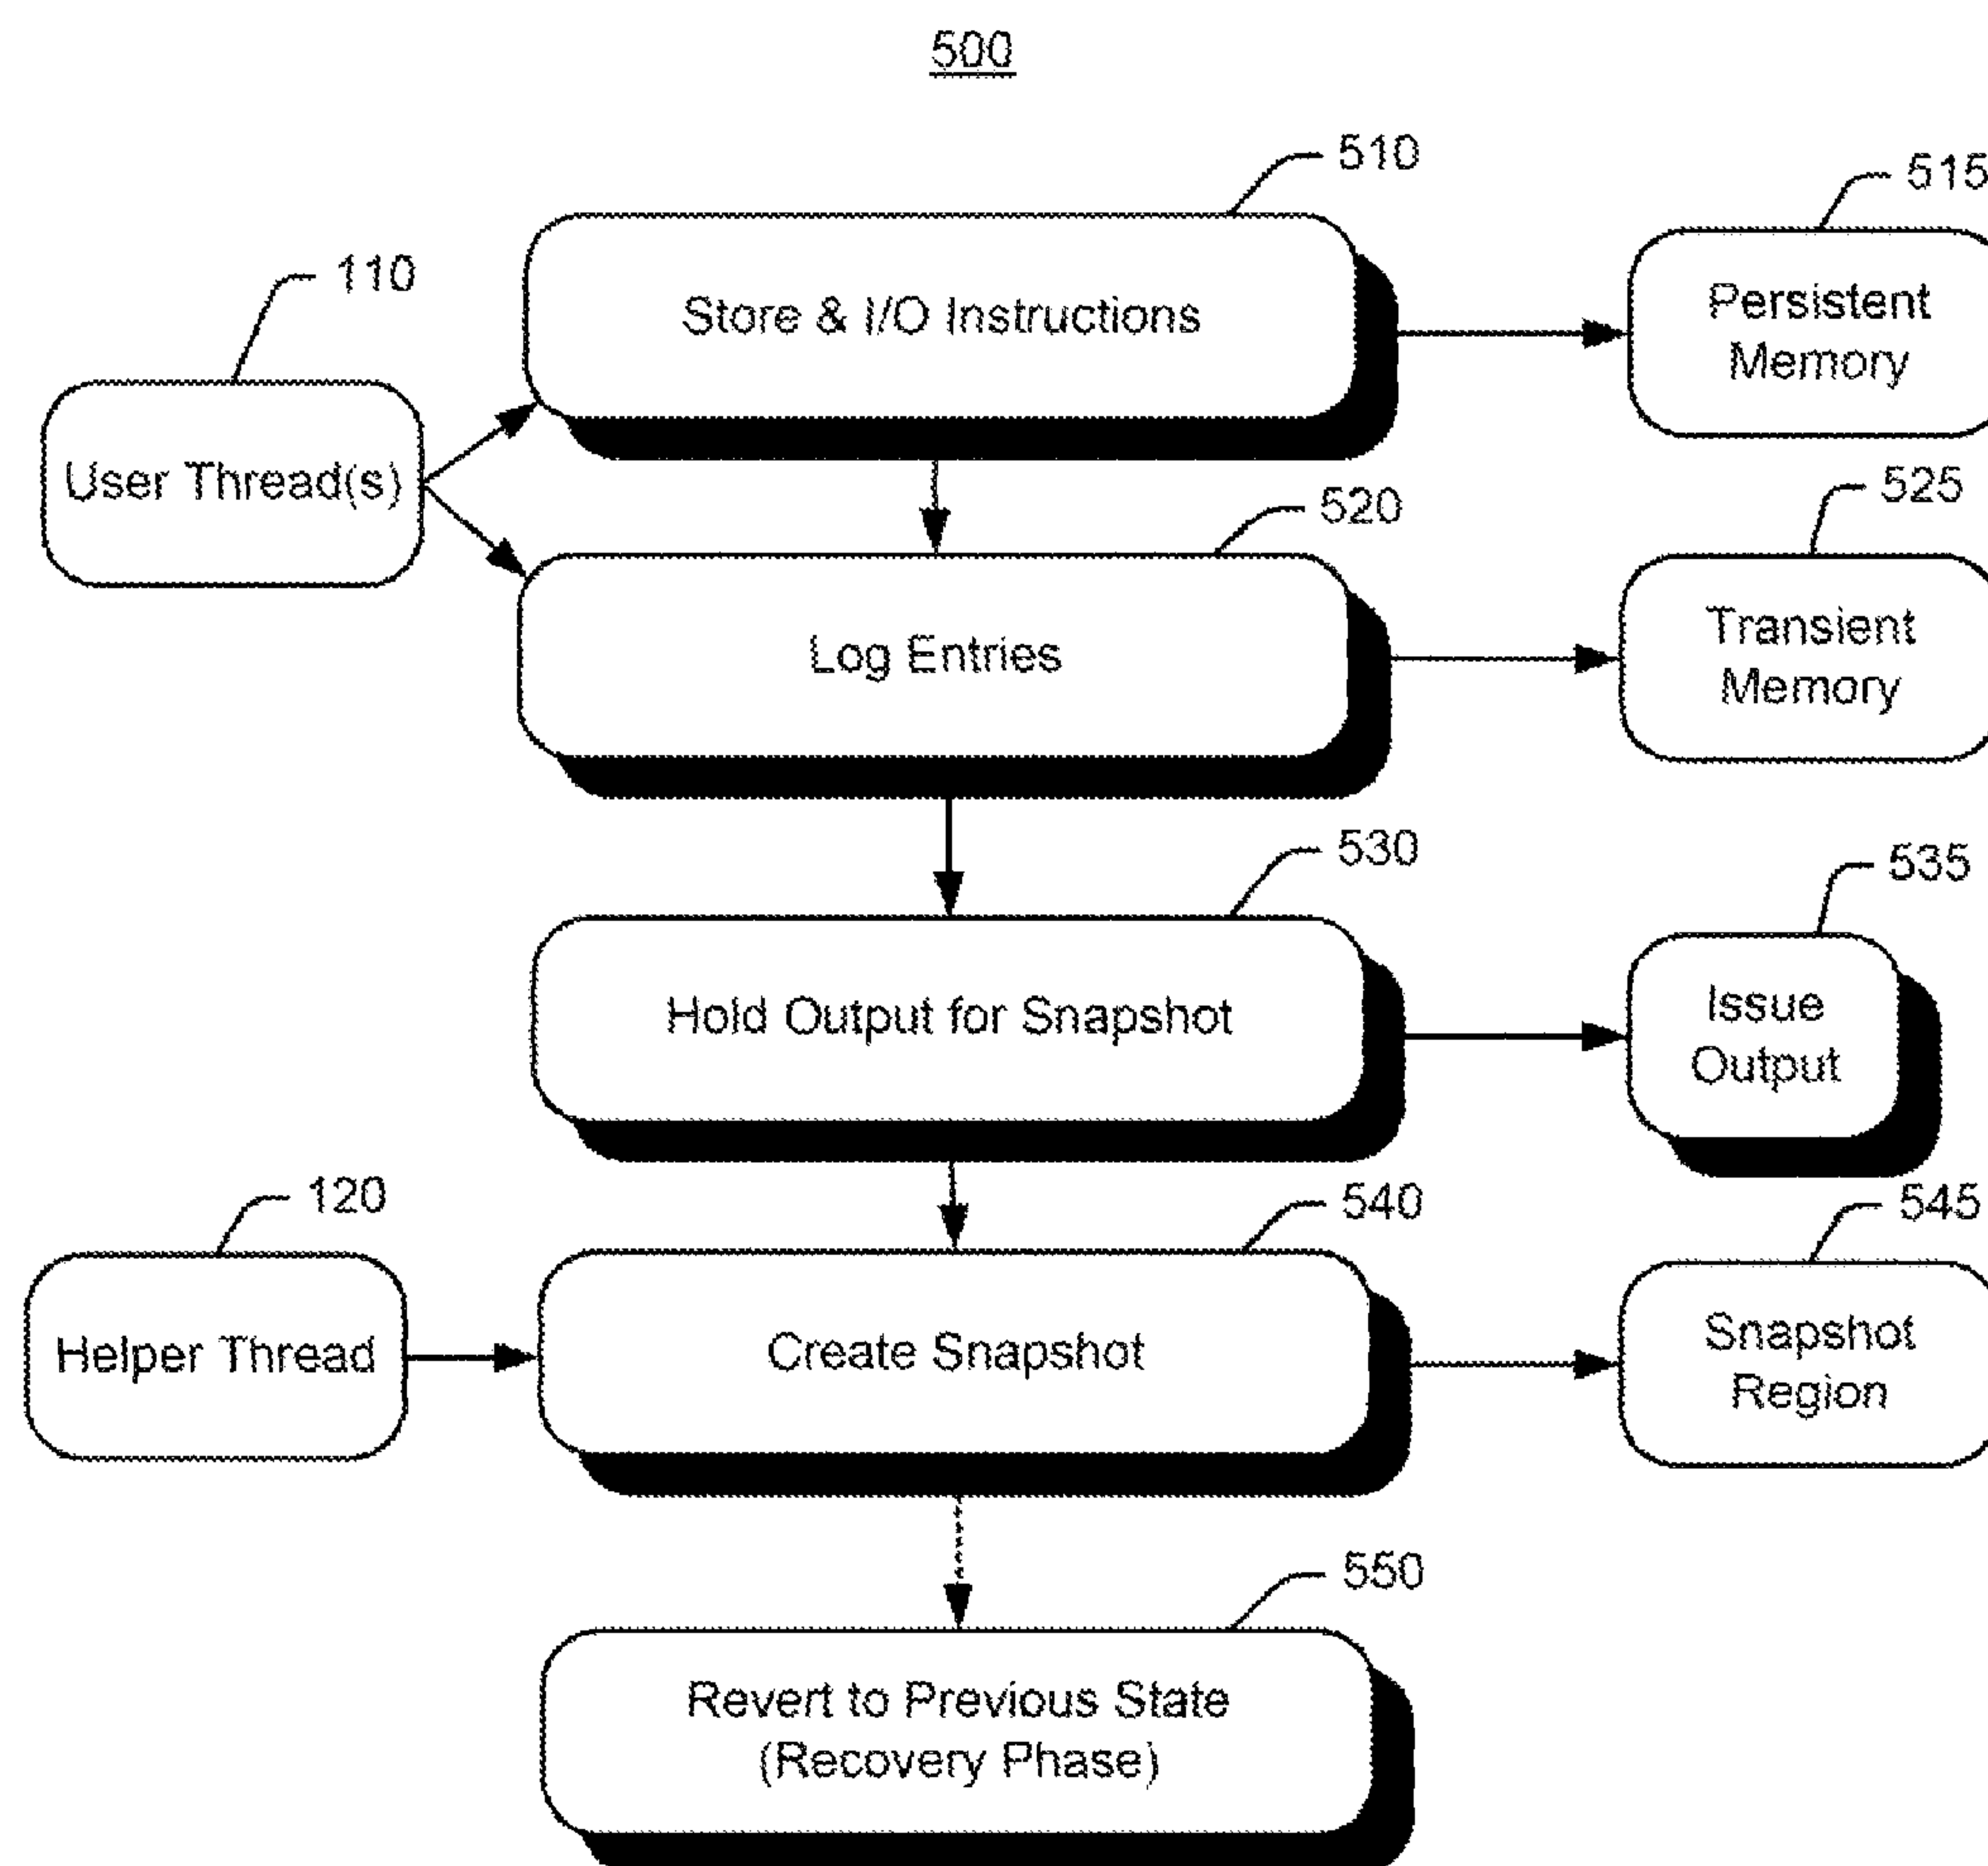 500
510
515
110
Store & I/O Instructions
Persistent
Memory
User Thread(s)
520
525
Log Entries
Transient
Memory
530
535
Hold Output for Snapshot
Issue
Output
120
540
545
Helper Thread
Create Snapshot
Snapshot
Region
550
Revert to Previous State
(Recovery Phase)